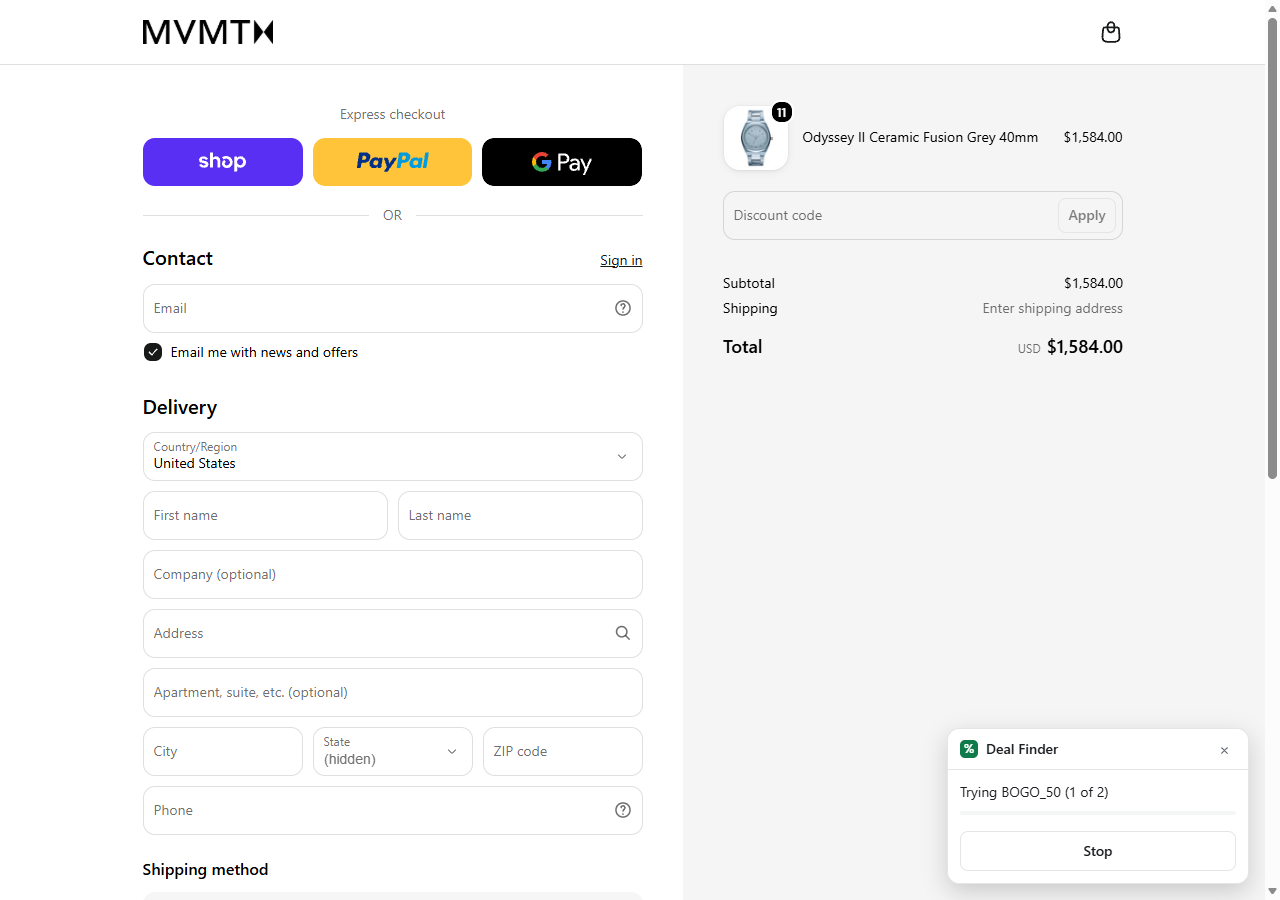 MVMT
Express checkout
shop
PayPal
G Pay
OR
Contact
Sign in
Email
Email me with news and offers
Delivery
Country/Region
United States
First name
Last name
Company (optional)
Address
Apartment, suite, etc. (optional)
City
State
(hidden)
ZIP code
Phone
Shipping method
11
Odyssey II Ceramic Fusion Grey 40mm
$1,584.00
Discount code
Apply
Subtotal
$1,584.00
Shipping
Enter shipping address
Total
USD $1,584.00
% Deal Finder
×
Trying BOGO_50 (1 of 2)
Stop